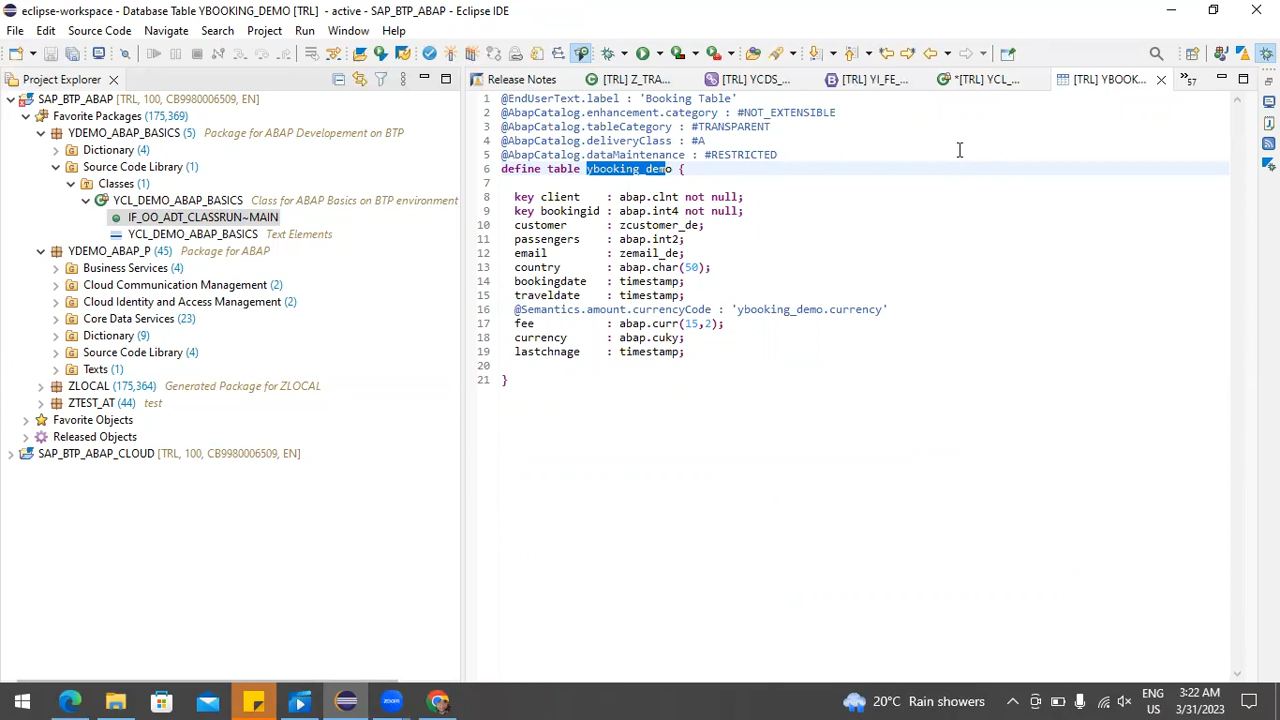 eclipse-workspace - Database Table YBOOKING_DEMO [TRL] - active - SAP_BTP_ABAP - Eclipse IDE
File Edit Source Code Navigate Search Project Run Window Help
Project Explorer
Release Notes [TRL] Z_TRA... [TRL] YCDS_... [TRL] YI_FE_... *[TRL] YCL_... [TRL] YBOOK... »57
SAP_BTP_ABAP [TRL, 100, CB9980006509, EN]
Favorite Packages (175,369)
YDEMO_ABAP_BASICS (5) Package for ABAP Developement on BTP
Dictionary (4)
Source Code Library (1)
Classes (1)
YCL_DEMO_ABAP_BASICS Class for ABAP Basics on BTP environment
IF_OO_ADT_CLASSRUN~MAIN
YCL_DEMO_ABAP_BASICS Text Elements
YDEMO_ABAP_P (45) Package for ABAP
Business Services (4)
Cloud Communication Management (2)
Cloud Identity and Access Management (2)
Core Data Services (23)
Dictionary (9)
Source Code Library (4)
Texts (1)
ZLOCAL (175,364) Generated Package for ZLOCAL
ZTEST_AT (44) test
Favorite Objects
Released Objects
SAP_BTP_ABAP_CLOUD [TRL, 100, CB9980006509, EN]
1 @EndUserText.label : 'Booking Table'
2 @AbapCatalog.enhancement.category : #NOT_EXTENSIBLE
3 @AbapCatalog.tableCategory : #TRANSPARENT
4 @AbapCatalog.deliveryClass : #A
5 @AbapCatalog.dataMaintenance : #RESTRICTED
6 define table ybooking_demo {
7
8 key client : abap.clnt not null;
9 key bookingid : abap.int4 not null;
10 customer : zcustomer_de;
11 passengers : abap.int2;
12 email : zemail_de;
13 country : abap.char(50);
14 bookingdate : timestamp;
15 traveldate : timestamp;
16 @Semantics.amount.currencyCode : 'ybooking_demo.currency'
17 fee : abap.curr(15,2);
18 currency : abap.cuky;
19 lastchnage : timestamp;
20
21 }
zoom
20°C Rain showers
ENG
US
3:22 AM
3/31/2023